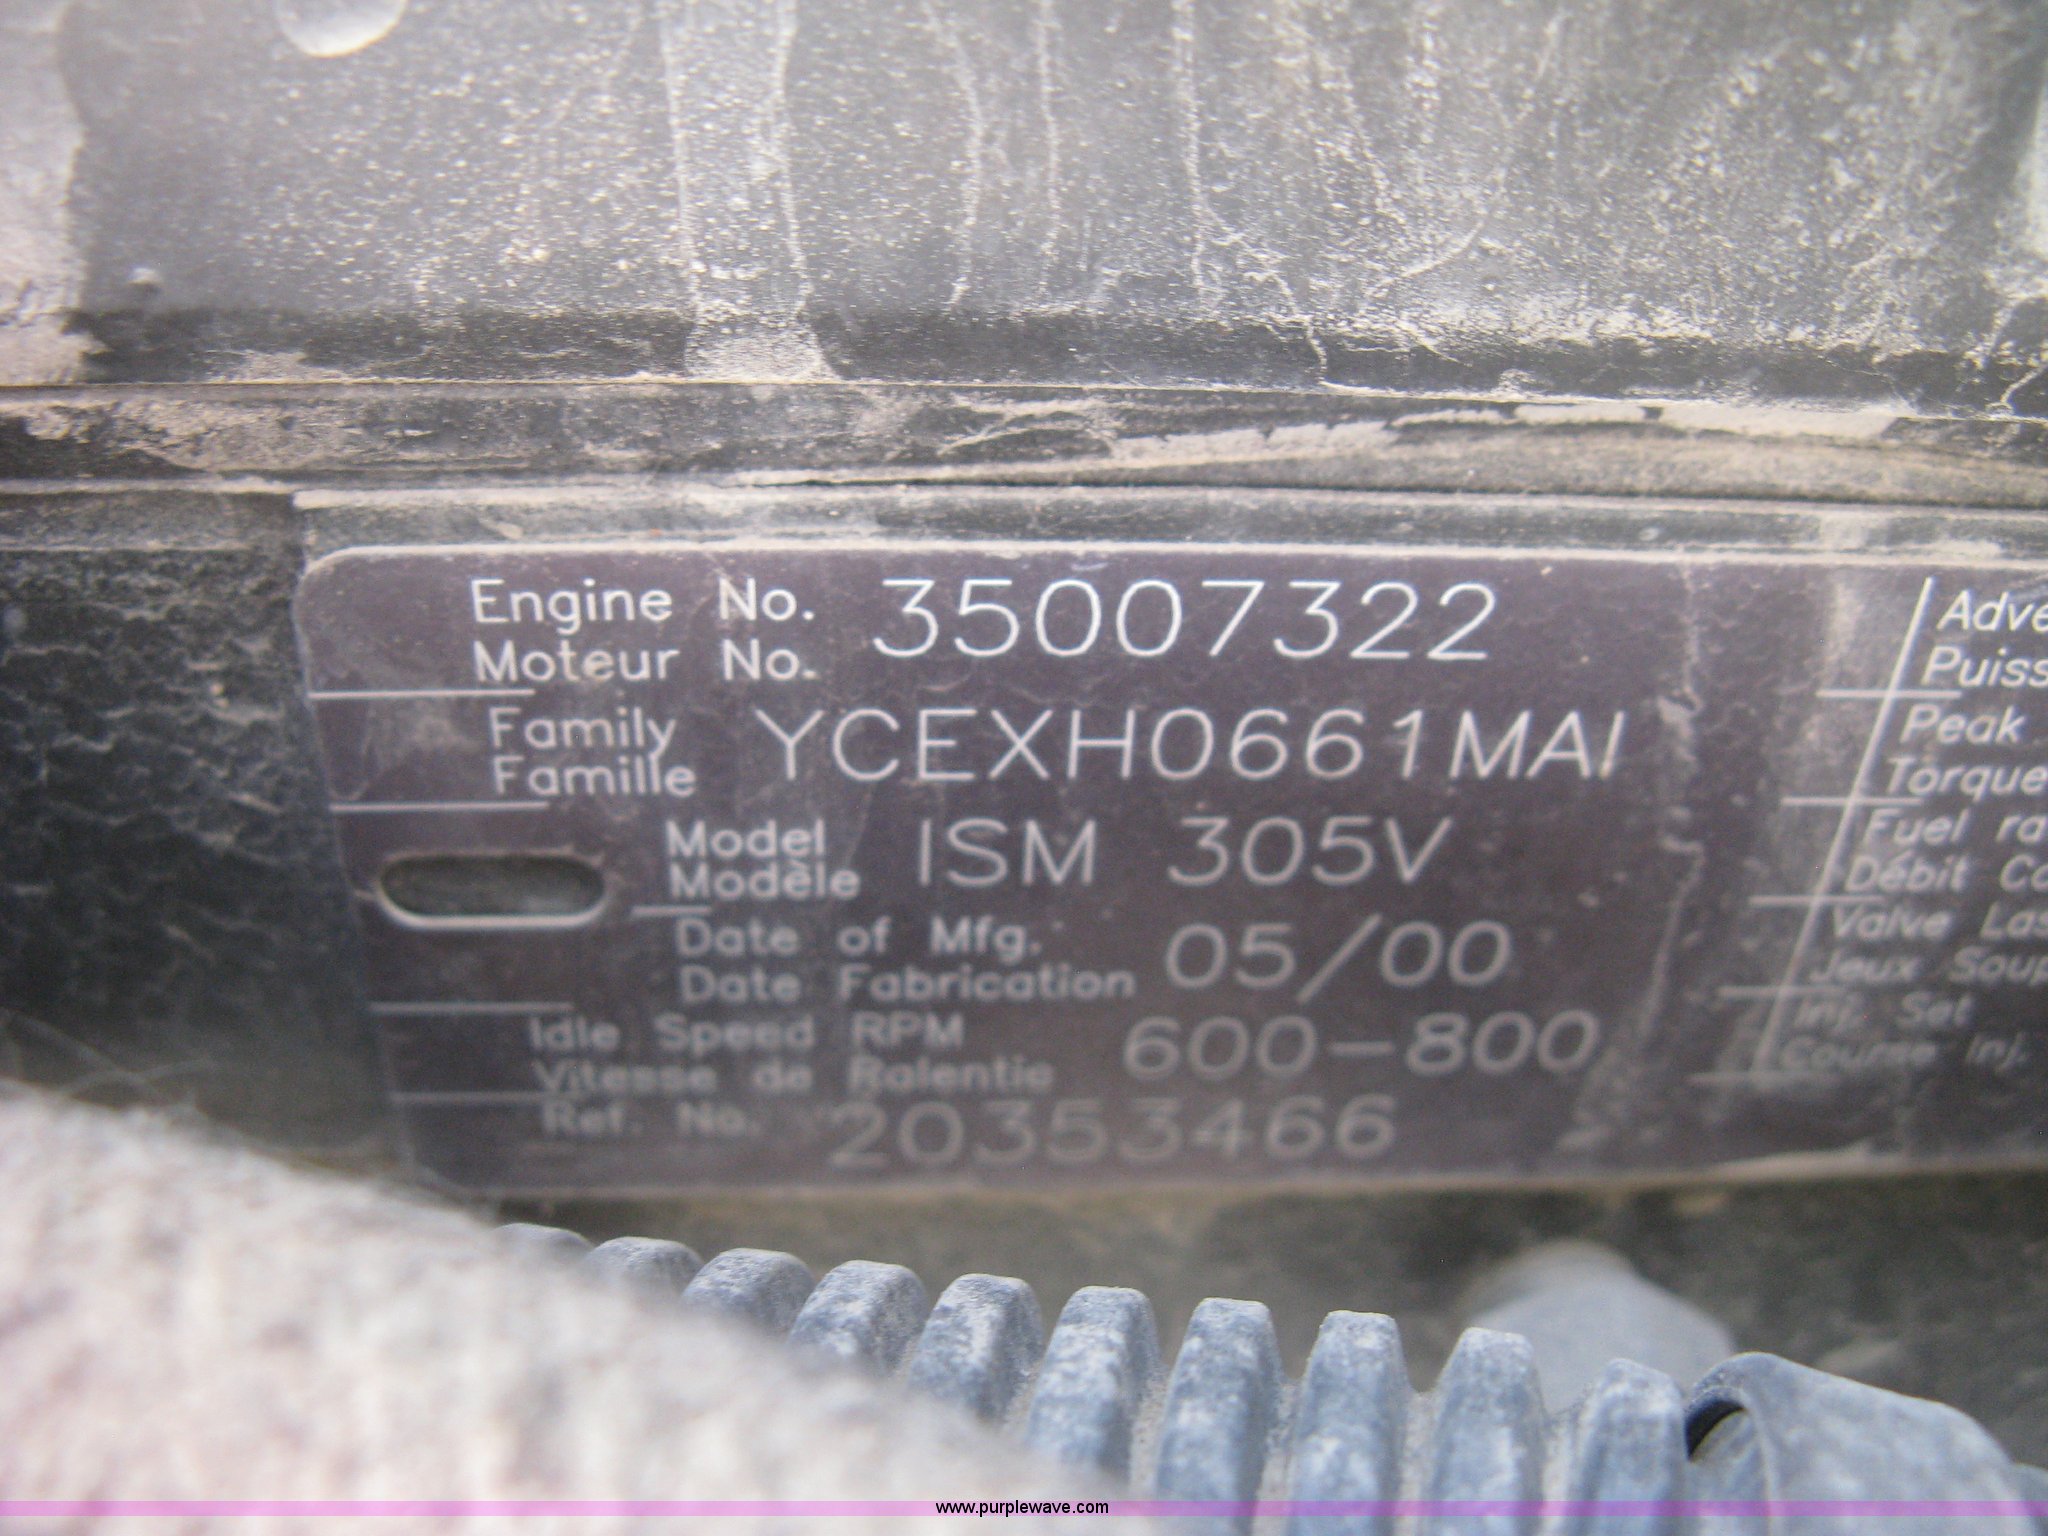 Engine No. 35007322
Moteur No.
Family YCEXH0661MAI
Famille
Model ISM 305V
Modèle
Date of Mfg. 05/00
Date Fabrication
Idle Speed RPM 600-800
Vitesse de Ralentie
Ref. No. 20353466
Adve
Puiss
Peak
Torque
Fuel ra
Débit Co
Valve Las
Jeux Soup
Inj. Set
Course Inj.
www.purplewave.com